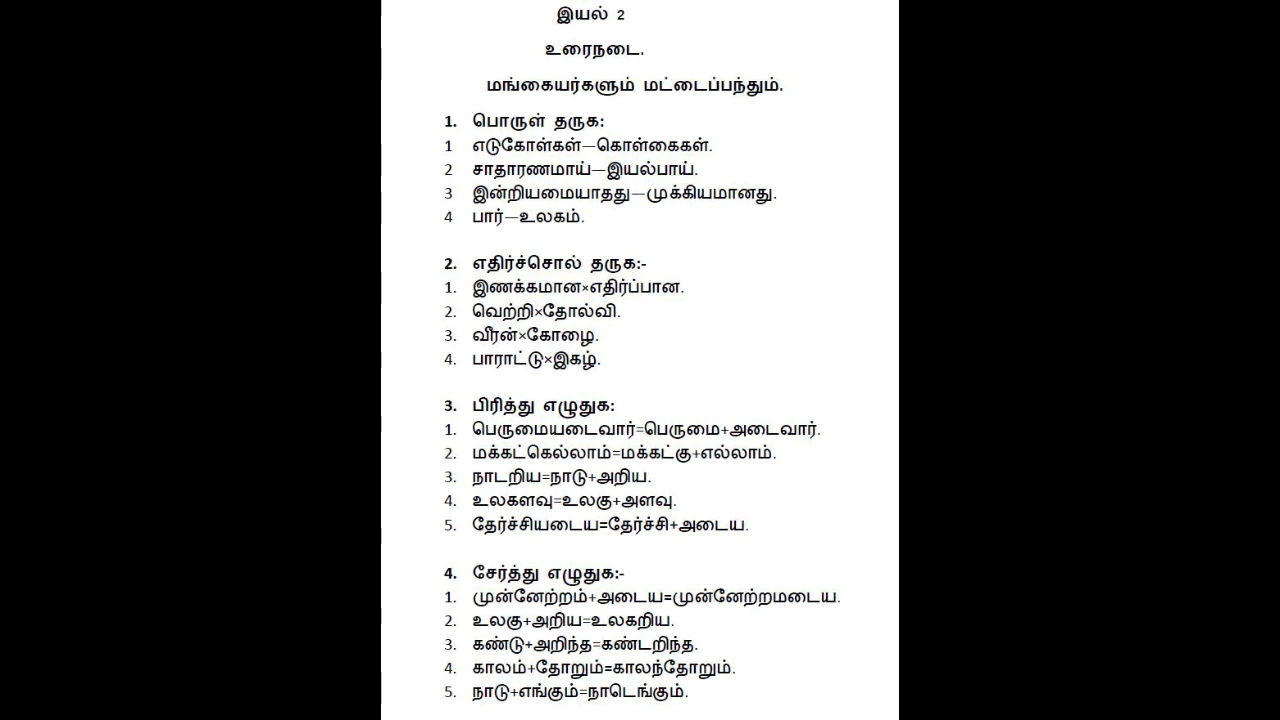 இயல் 2
உரைநடை.
மங்கையர்களும் மட்டைப்பந்தும்.
1. பொருள் தருக:
1 எடுகோள்கள்—கொள்கைகள்.
2 சாதாரணமாய்—இயல்பாய்.
3 இன்றியமையாதது—முக்கியமானது.
4 பார்—உலகம்.
2. எதிர்ச்சொல் தருக:-
1. இணக்கமான×எதிர்ப்பான.
2. வெற்றி×தோல்வி.
3. வீரன்×கோழை.
4. பாராட்டு×இகழ்.
3. பிரித்து எழுதுக:
1. பெருமையடைவார்=பெருமை+அடைவார்.
2. மக்கட்கெல்லாம்=மக்கட்கு+எல்லாம்.
3. நாடறிய=நாடு+அறிய.
4. உலகளவு=உலகு+அளவு.
5. தேர்ச்சியடைய=தேர்ச்சி+அடைய.
4. சேர்த்து எழுதுக:-
1. முன்னேற்றம்+அடைய=முன்னேற்றமடைய.
2. உலகு+அறிய=உலகறிய.
3. கண்டு+அறிந்த=கண்டறிந்த.
4. காலம்+தோறும்=காலந்தோறும்.
5. நாடு+எங்கும்=நாடெங்கும்.